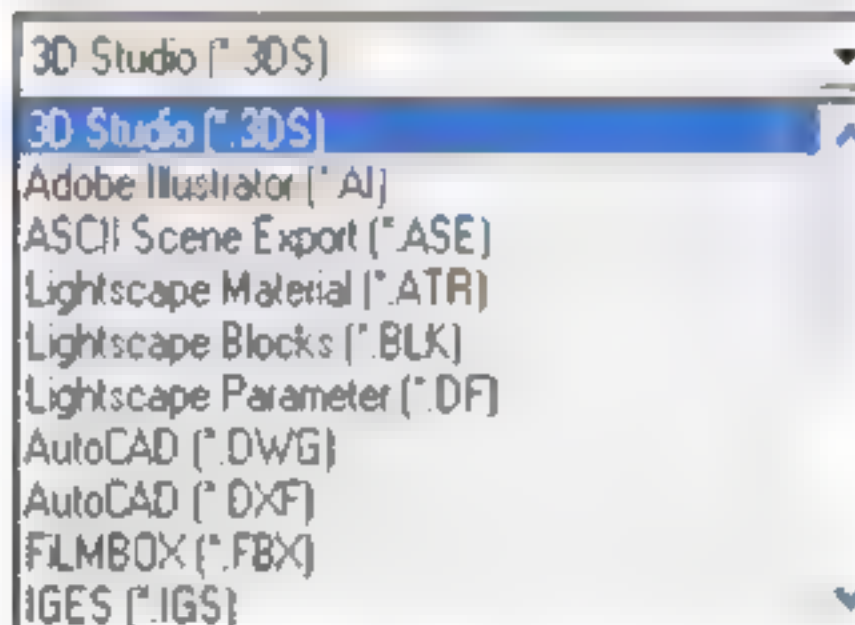 3D Studio (*.3DS)
3D Studio (*.3DS)
Adobe Illustrator (*.AI)
ASCII Scene Export (*.ASE)
Lightscape Material (*.ATR)
Lightscape Blocks (*.BLK)
Lightscape Parameter (*.DF)
AutoCAD (*.DWG)
AutoCAD (*.DXF)
FILMBOX (*.FBX)
IGES (*.IGS)